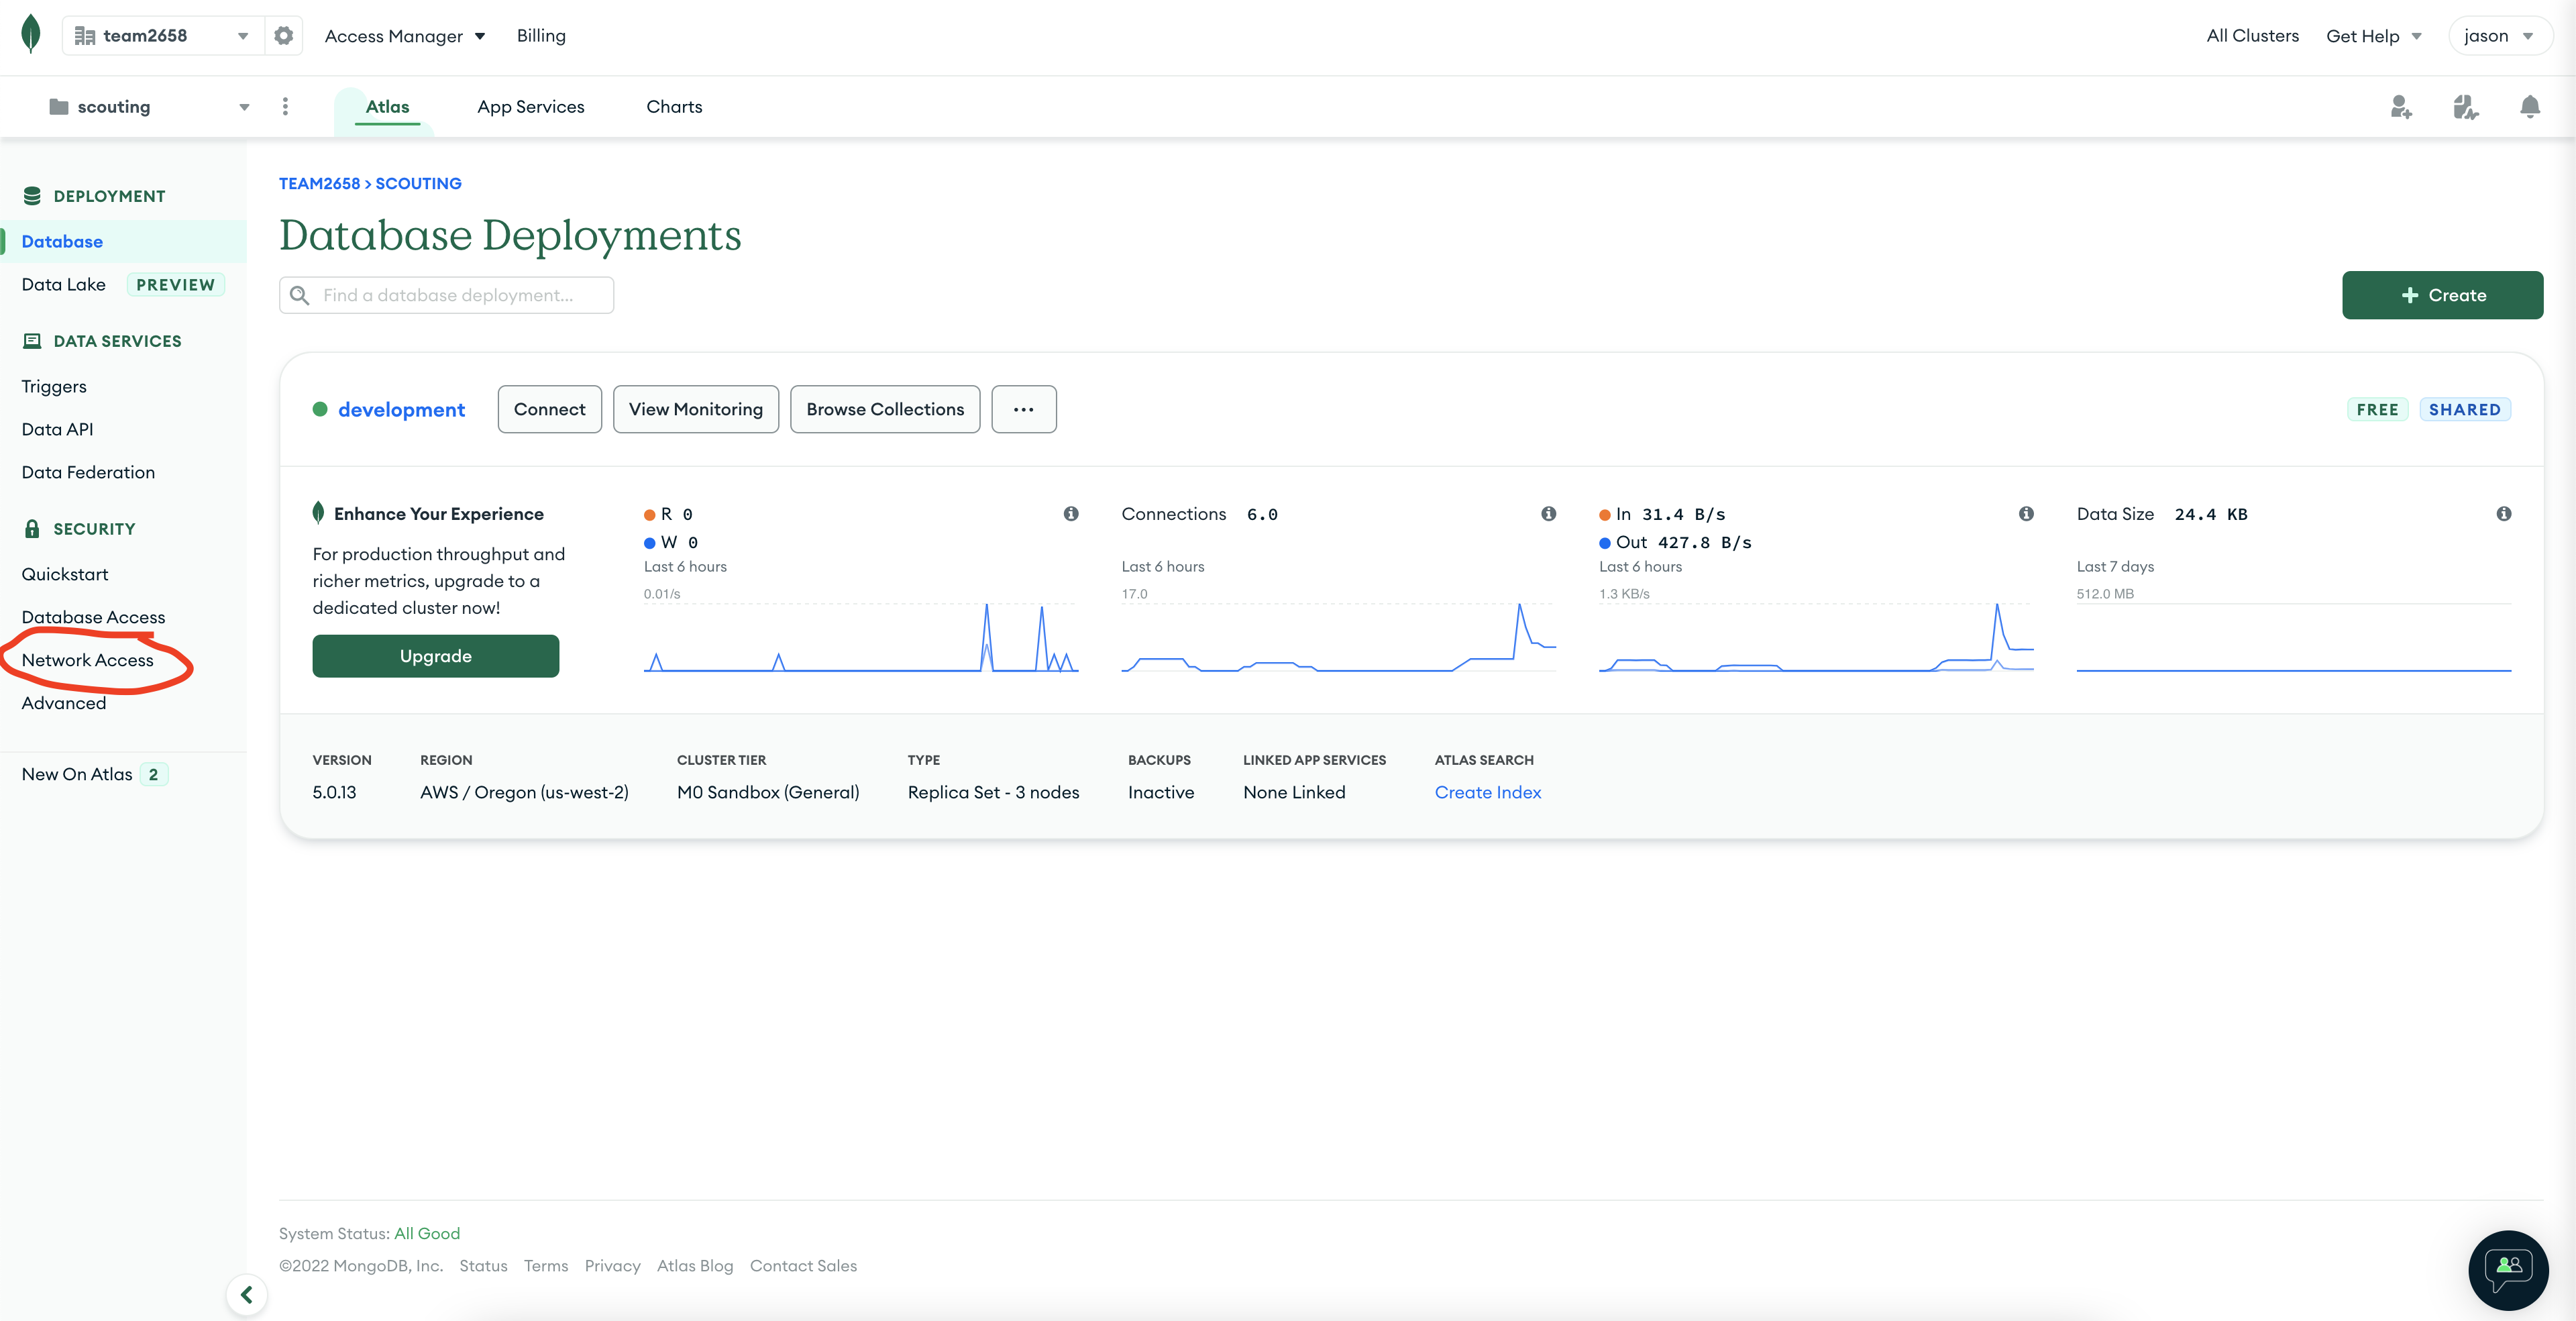 team2658
Access Manager
Billing
All Clusters
Get Help
jason
scouting
Atlas
App Services
Charts
DEPLOYMENT
Database
Data Lake PREVIEW
DATA SERVICES
Triggers
Data API
Data Federation
SECURITY
Quickstart
Database Access
Network Access
Advanced
New On Atlas 2
TEAM2658 > SCOUTING
Database Deployments
Find a database deployment...
+ Create
development
Connect
View Monitoring
Browse Collections
...
FREE
SHARED
Enhance Your Experience
For production throughput and
richer metrics, upgrade to a
dedicated cluster now!
Upgrade
R 0
W 0
Last 6 hours
0.01/s
Connections 6.0
Last 6 hours
17.0
In 31.4 B/s
Out 427.8 B/s
Last 6 hours
1.3 KB/s
Data Size 24.4 KB
Last 7 days
512.0 MB
VERSION
5.0.13
REGION
AWS / Oregon (us-west-2)
CLUSTER TIER
M0 Sandbox (General)
TYPE
Replica Set - 3 nodes
BACKUPS
Inactive
LINKED APP SERVICES
None Linked
ATLAS SEARCH
Create Index
System Status: All Good
©2022 MongoDB, Inc. Status Terms Privacy Atlas Blog Contact Sales